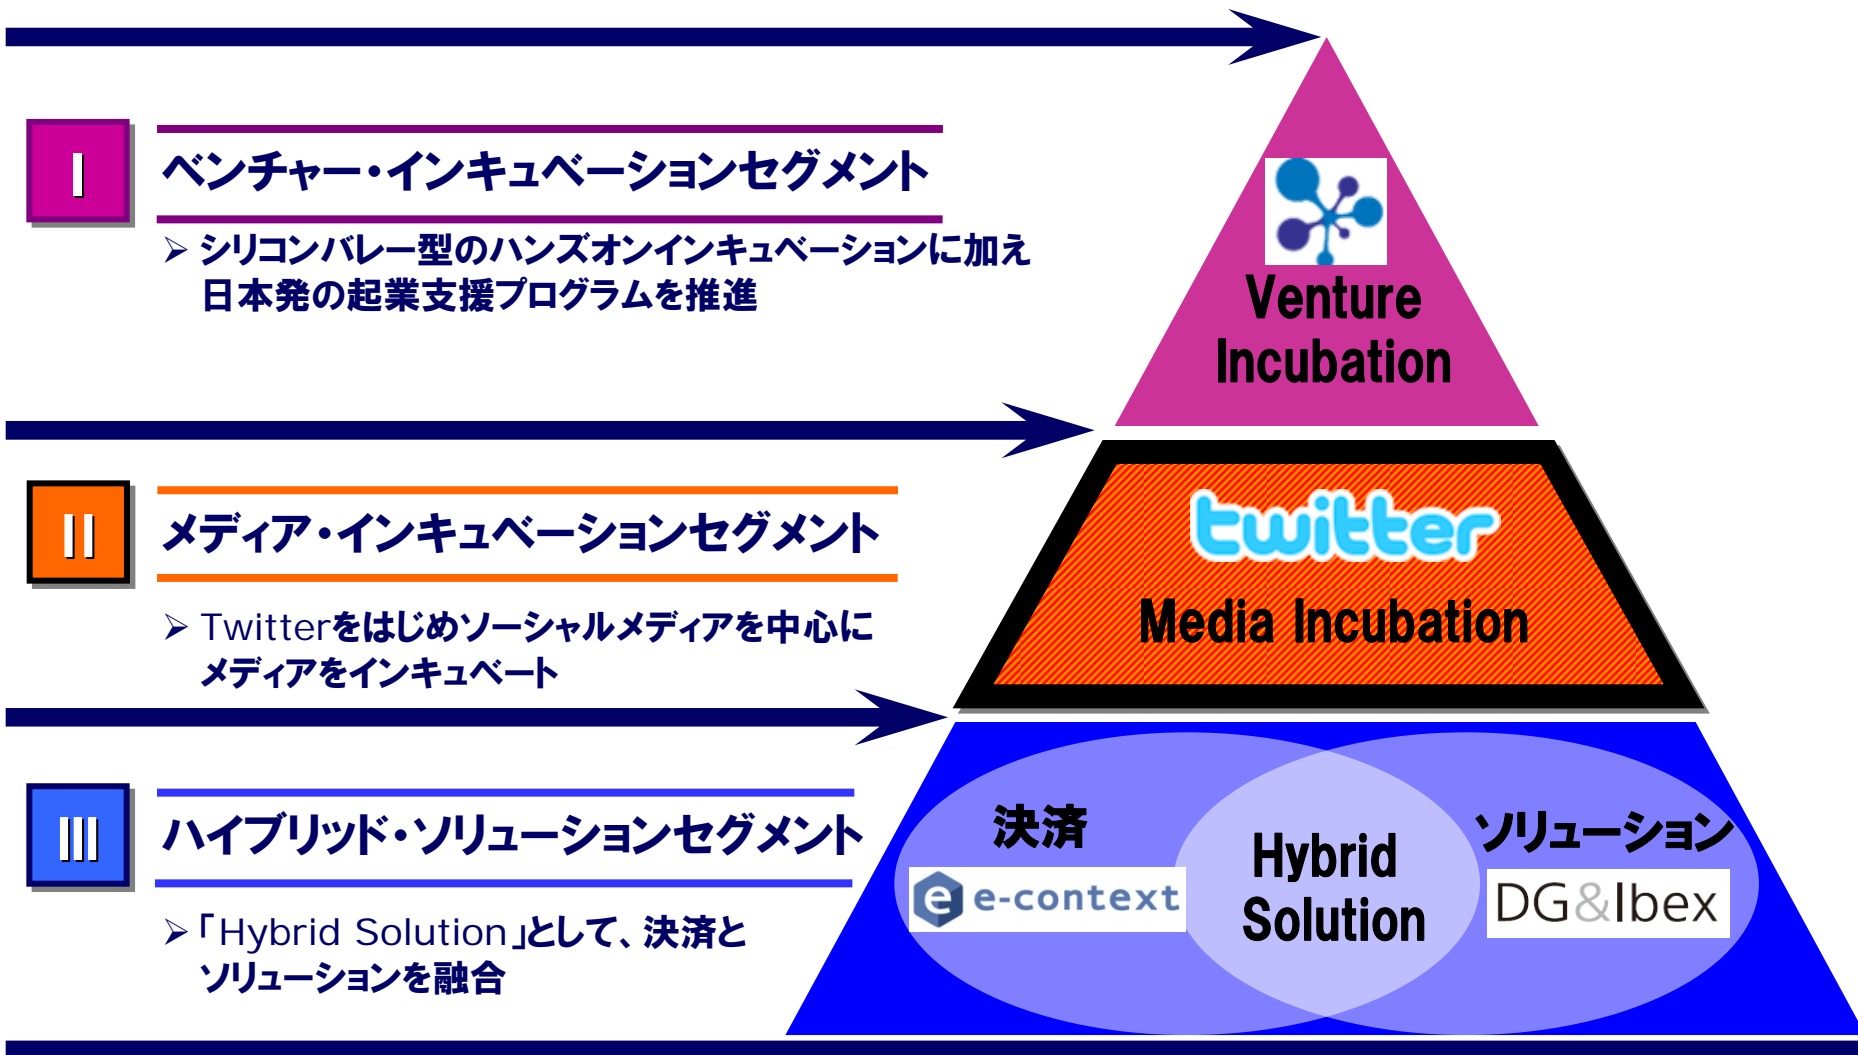 I
ベンチャー・インキュベーションセグメント
➢ シリコンバレー型のハンズオンインキュベーションに加え
日本発の起業支援プログラムを推進
Venture
Incubation
II
メディア・インキュベーションセグメント
➢ Twitterをはじめソーシャルメディアを中心に
メディアをインキュベート
twitter
Media Incubation
III
ハイブリッド・ソリューションセグメント
➢ 「Hybrid Solution」として、決済と
ソリューションを融合
決済
e e-context
Hybrid
Solution
ソリューション
DG&Ibex